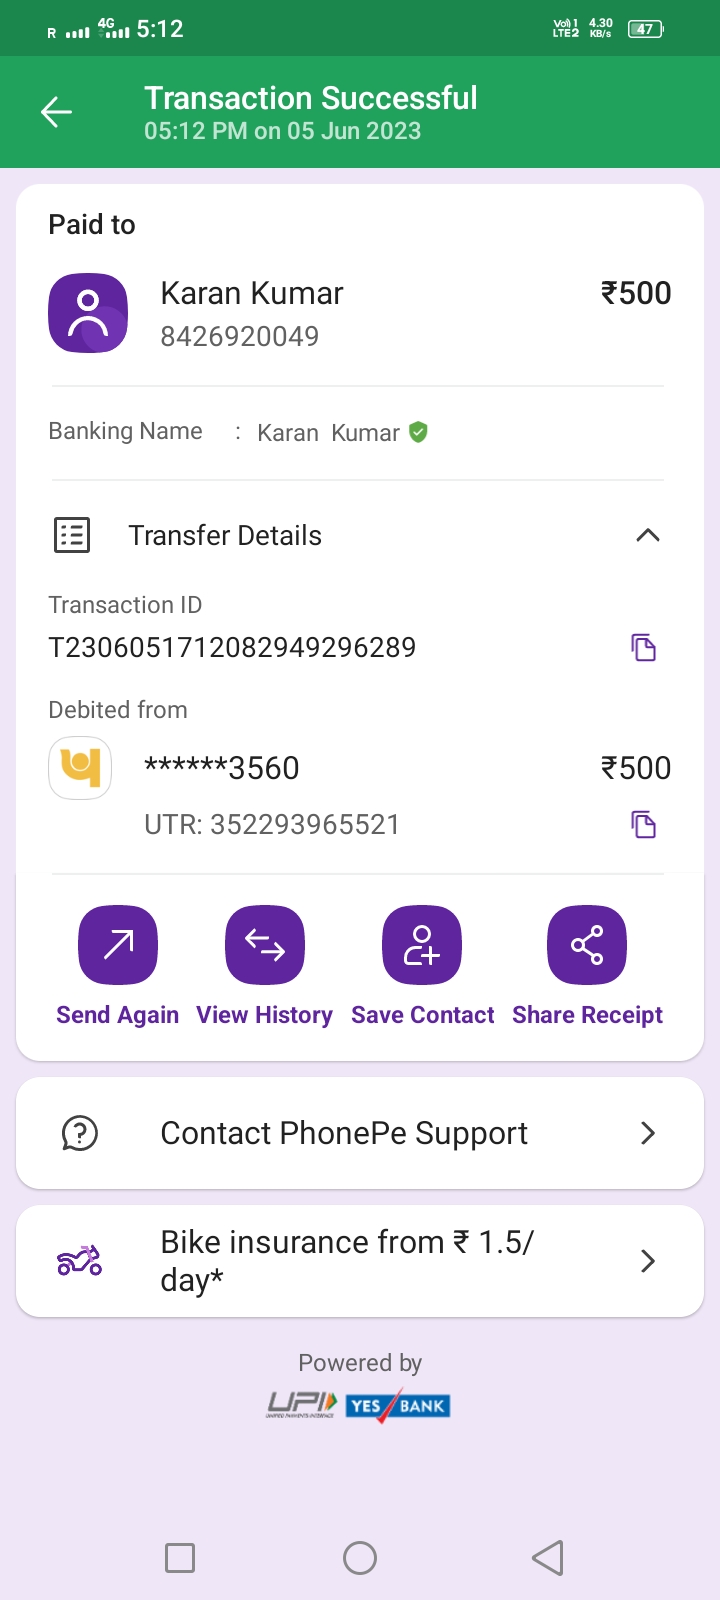 R 4G 5:12 Vo)) 1 LTE2 4.30 KB/s 47
Transaction Successful
05:12 PM on 05 Jun 2023
Paid to
Karan Kumar ₹500
8426920049
Banking Name : Karan Kumar
Transfer Details
Transaction ID
T2306051712082949296289
Debited from
******3560 ₹500
UTR: 352293965521
Send Again View History Save Contact Share Receipt
Contact PhonePe Support
Bike insurance from ₹ 1.5/
day*
Powered by
UPI YES BANK
UNIFIED PAYMENTS INTERFACE